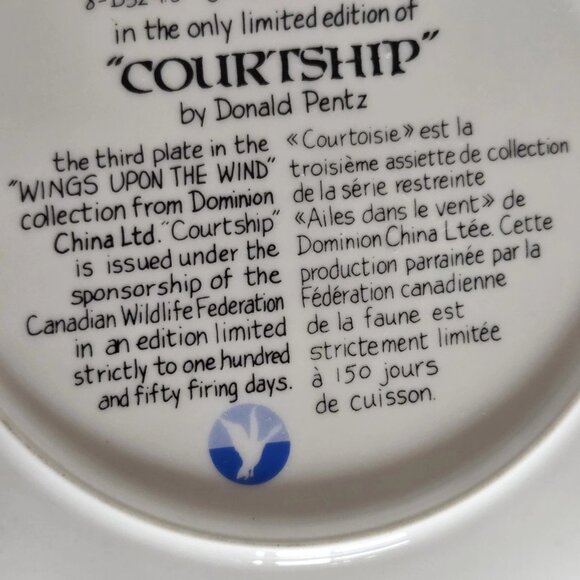 in the only limited edition of
"COURTSHIP"
by Donald Pentz
the third plate in the
"WINGS UPON THE WIND"
collection from Dominion
China Ltd. "Courtship"
is issued under the
sponsorship of the
Canadian Wildlife Federation
in an edition limited
strictly to one hundred
and fifty firing days.
«Courtoisie» est la
troisième assiette de collection
de la série restreinte
«Ailes dans le vent» de
Dominion China Ltée. Cette
production parrainée par la
Fédération canadienne
de la faune est
strictement limitée
à 150 jours
de cuisson.